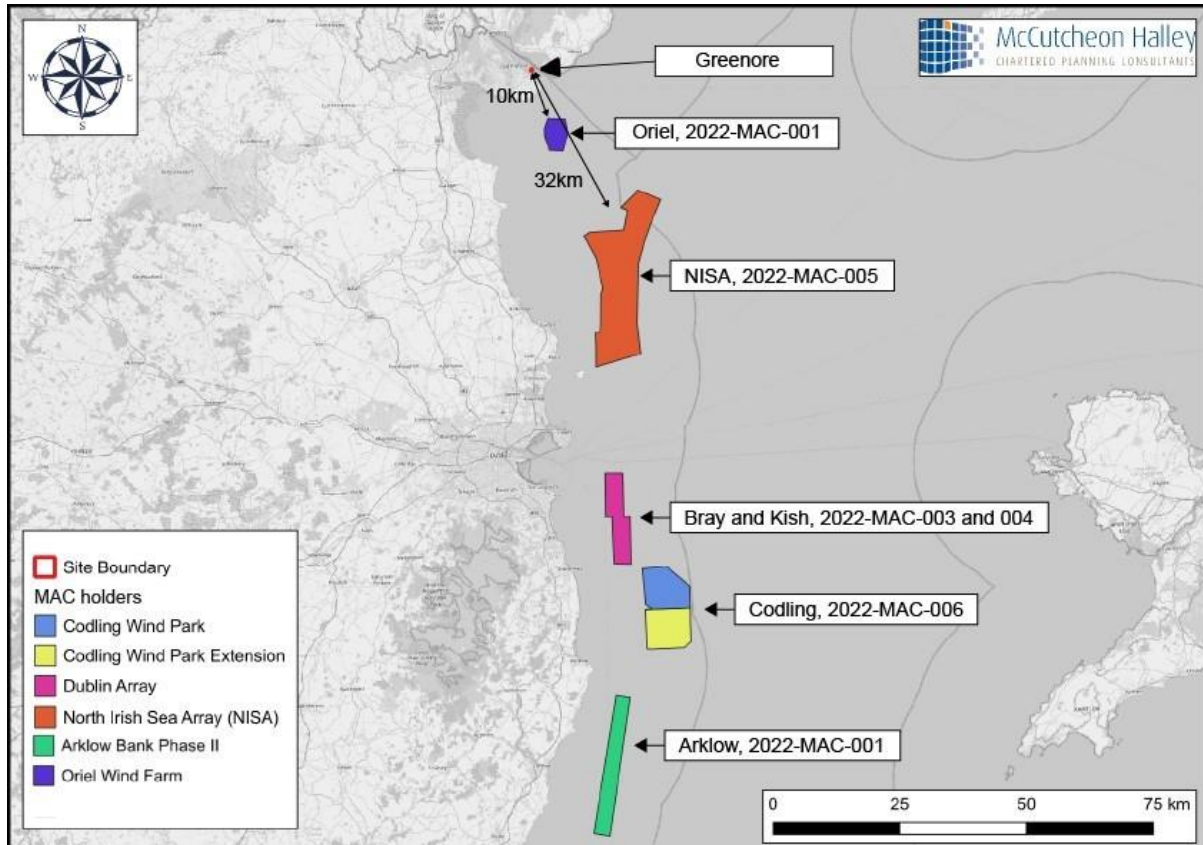 N
W
E
S
McCutcheon Halley
CHARTERED PLANNING CONSULTANTS
Greenore
10km
Oriel, 2022-MAC-001
32km
NISA, 2022-MAC-005
Bray and Kish, 2022-MAC-003 and 004
Codling, 2022-MAC-006
Arklow, 2022-MAC-001
Site Boundary
MAC holders
Codling Wind Park
Codling Wind Park Extension
Dublin Array
North Irish Sea Array (NISA)
Arklow Bank Phase II
Oriel Wind Farm
0 25 50 75 km